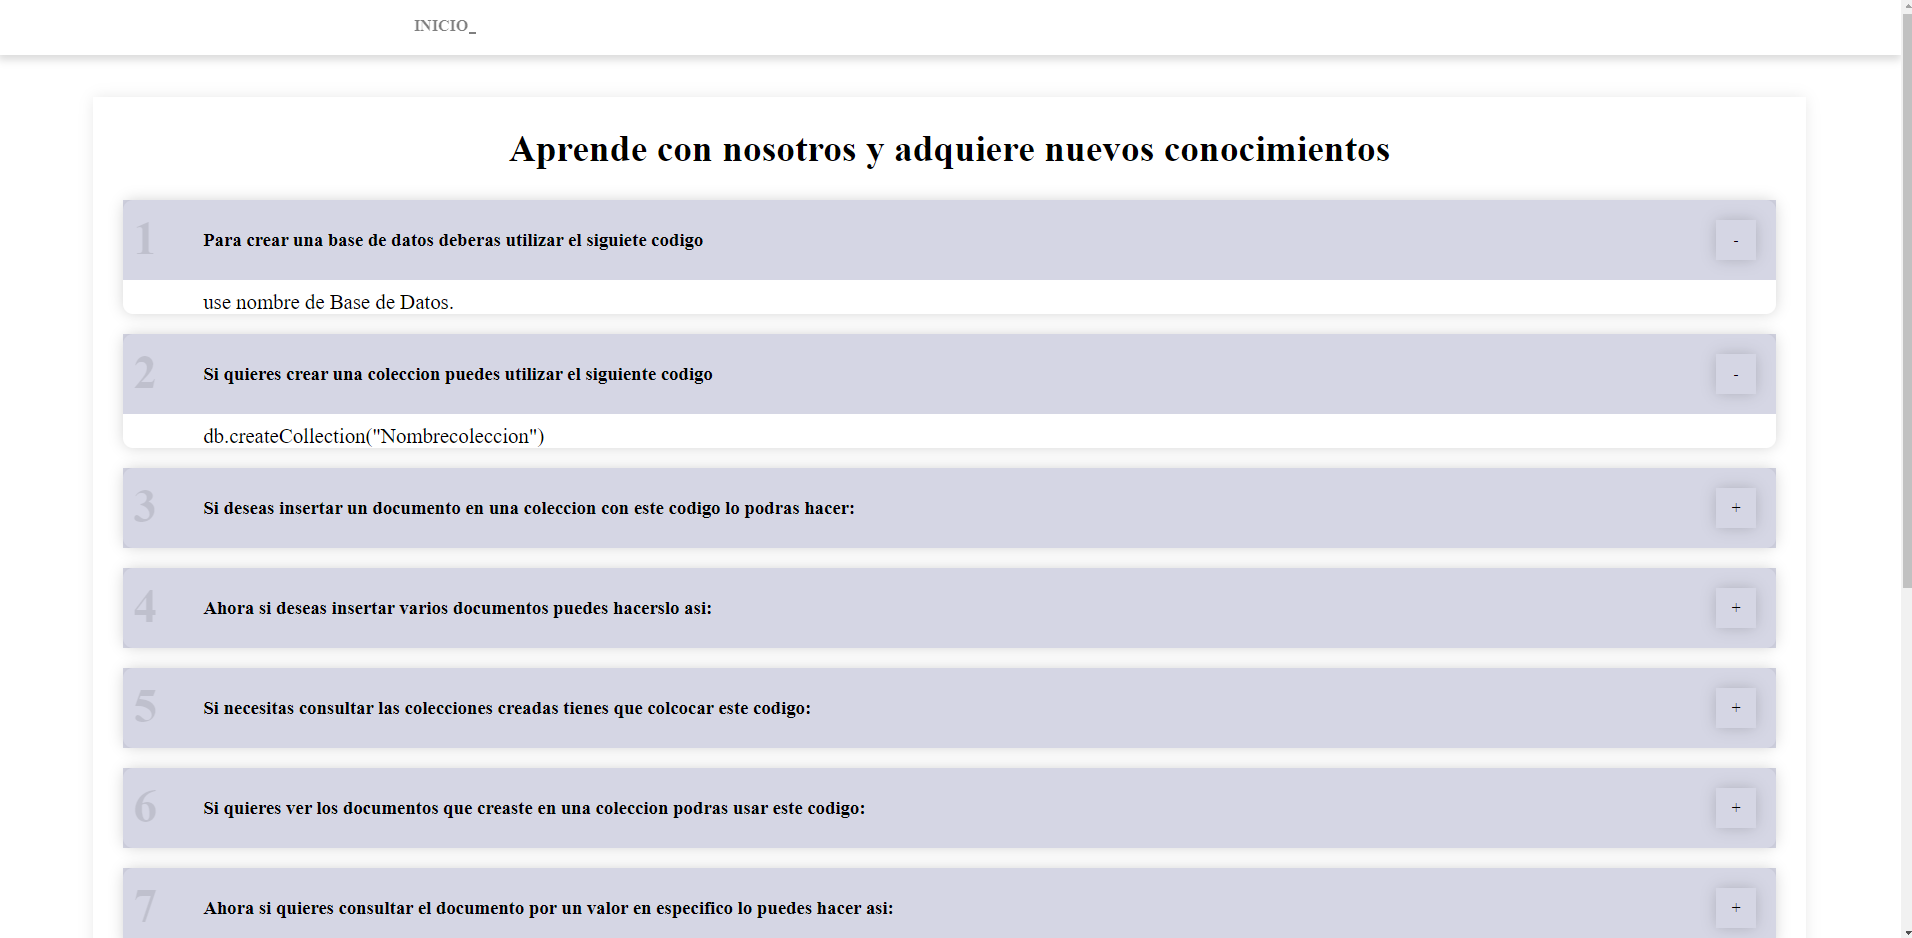 INICIO_
Aprende con nosotros y adquiere nuevos conocimientos
1 Para crear una base de datos deberas utilizar el siguiete codigo -
use nombre de Base de Datos.
2 Si quieres crear una coleccion puedes utilizar el siguiente codigo -
db.createCollection("Nombrecoleccion")
3 Si deseas insertar un documento en una coleccion con este codigo lo podras hacer: +
4 Ahora si deseas insertar varios documentos puedes hacerslo asi: +
5 Si necesitas consultar las colecciones creadas tienes que colcocar este codigo: +
6 Si quieres ver los documentos que creaste en una coleccion podras usar este codigo: +
7 Ahora si quieres consultar el documento por un valor en especifico lo puedes hacer asi: +